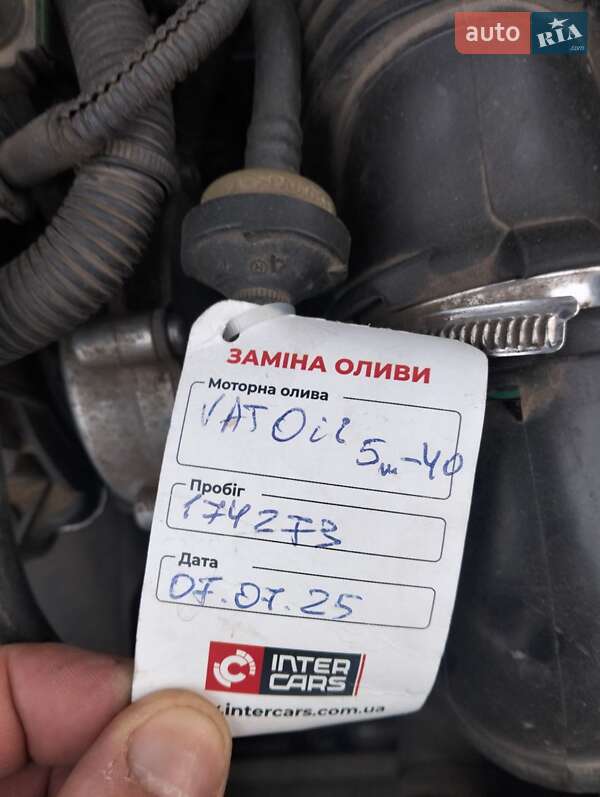 auto RIA.com
ЗАМІНА ОЛИВИ
Моторна олива
VATOil 5w-40
Пробіг
174273
Дата
07.07.25
INTER
CARS
.intercars.com.ua